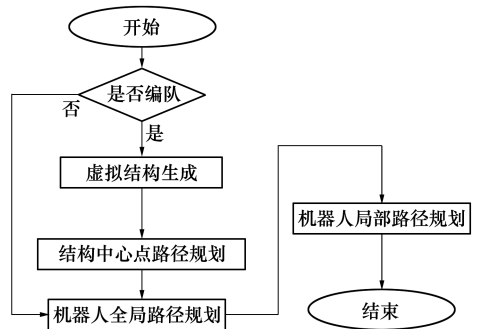 开始
是否编队
否
是
虚拟结构生成
结构中心点路径规划
机器人全局路径规划
机器人局部路径规划
结束